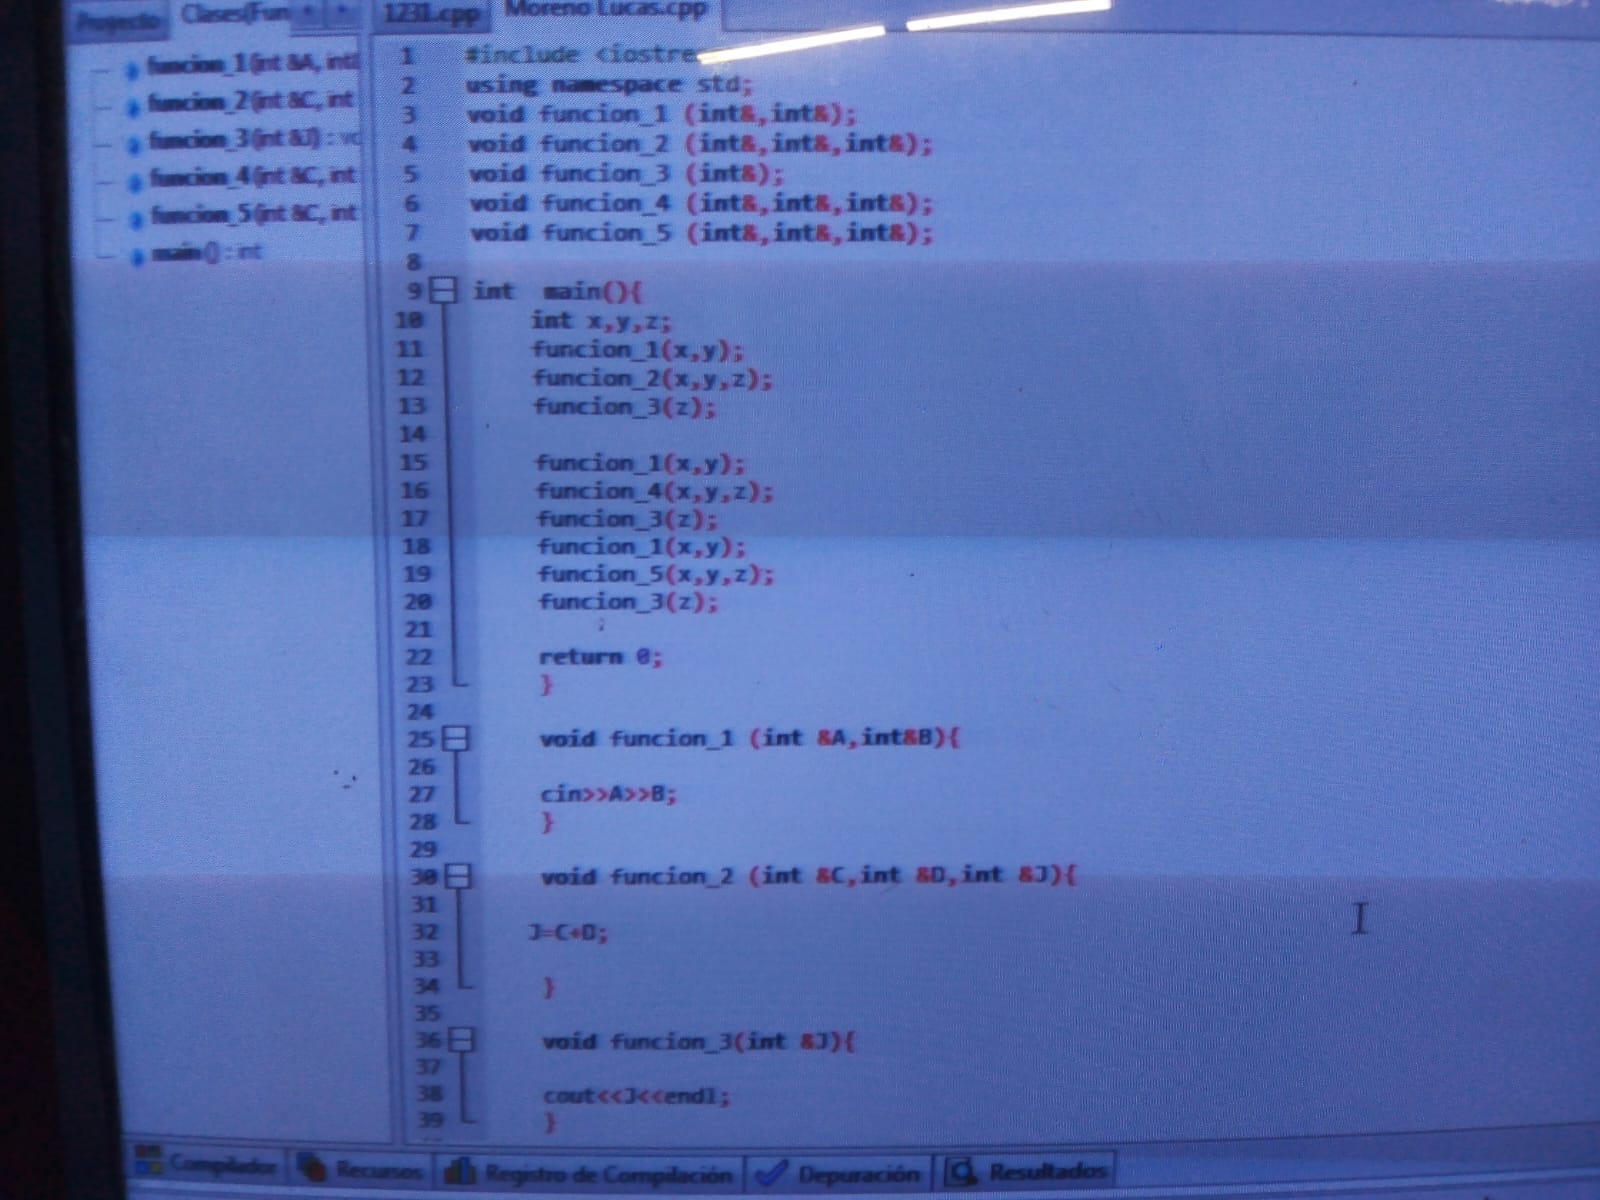 Proyecto Clases(Fun 1231.cpp Moreno Lucas.cpp
funcion_1(int &A, int
funcion_2(int &C, int
funcion_3(int &J) : vo
funcion_4(int &C, int
funcion_5(int &C, int
main() : int
1 #include <iostre
2 using namespace std;
3 void funcion_1 (int&,int&);
4 void funcion_2 (int&,int&,int&);
5 void funcion_3 (int&);
6 void funcion_4 (int&,int&,int&);
7 void funcion_5 (int&,int&,int&);
8
9 int main(){
10 int x,y,z;
11 funcion_1(x,y);
12 funcion_2(x,y,z);
13 funcion_3(z);
14
15 funcion_1(x,y);
16 funcion_4(x,y,z);
17 funcion_3(z);
18 funcion_1(x,y);
19 funcion_5(x,y,z);
20 funcion_3(z);
21
22 return 0;
23 }
24
25 void funcion_1 (int &A,int&B){
26
27 cin>>A>>B;
28 }
29
30 void funcion_2 (int &C,int &D,int &J){
31
32 J=C+D;
33
34 }
35
36 void funcion_3(int &J){
37
38 cout<<J<<endl;
39 }
Compilador Recursos Registro de Compilación Depuración Resultados